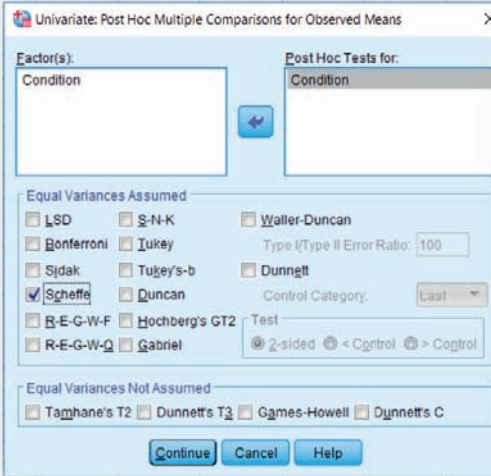 Univariate: Post Hoc Multiple Comparisons for Observed Means
Factor(s):
Post Hoc Tests for:
Condition
Condition
Equal Variances Assumed
LSD S-N-K Waller-Duncan
Bonferroni Tukey Type I/Type II Error Ratio: 100
Sidak Tukey's-b Dunnett
Scheffe Duncan Control Category: Last
R-E-G-W-F Hochberg's GT2 Test
R-E-G-W-Q Gabriel 2-sided < Control > Control
Equal Variances Not Assumed
Tamhane's T2 Dunnett's T3 Games-Howell Dunnett's C
Continue Cancel Help